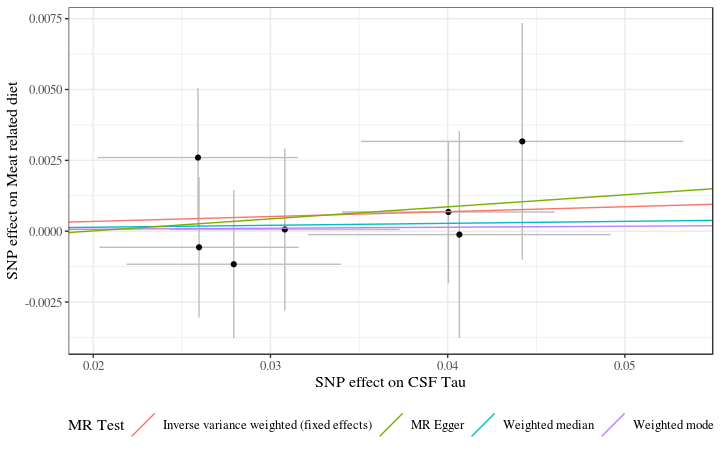 0.0075
0.0050
0.0025
0.0000
-0.0025
SNP effect on Meat related diet
0.02 0.03 0.04 0.05
SNP effect on CSF Tau
MR Test Inverse variance weighted (fixed effects) MR Egger Weighted median Weighted mode